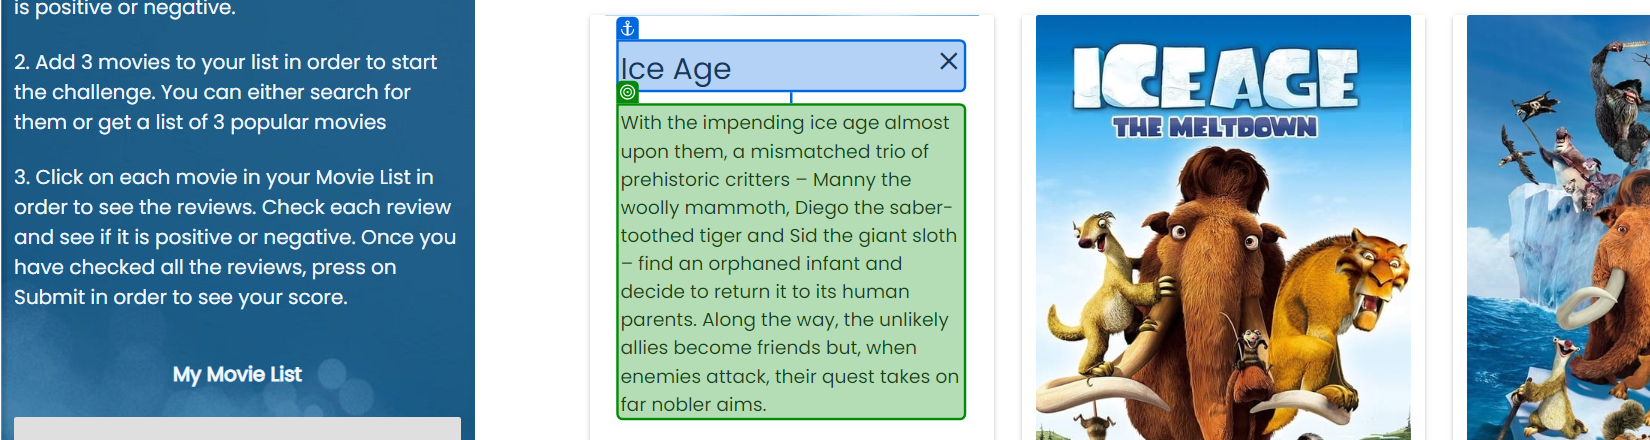 is positive or negative.
2. Add 3 movies to your list in order to start
the challenge. You can either search for
them or get a list of 3 popular movies
3. Click on each movie in your Movie List in
order to see the reviews. Check each review
and see if it is positive or negative. Once you
have checked all the reviews, press on
Submit in order to see your score.
My Movie List
Ice Age
With the impending ice age almost
upon them, a mismatched trio of
prehistoric critters – Manny the
woolly mammoth, Diego the saber-
toothed tiger and Sid the giant sloth
– find an orphaned infant and
decide to return it to its human
parents. Along the way, the unlikely
allies become friends but, when
enemies attack, their quest takes on
far nobler aims.
ICE AGE
THE MELTDOWN